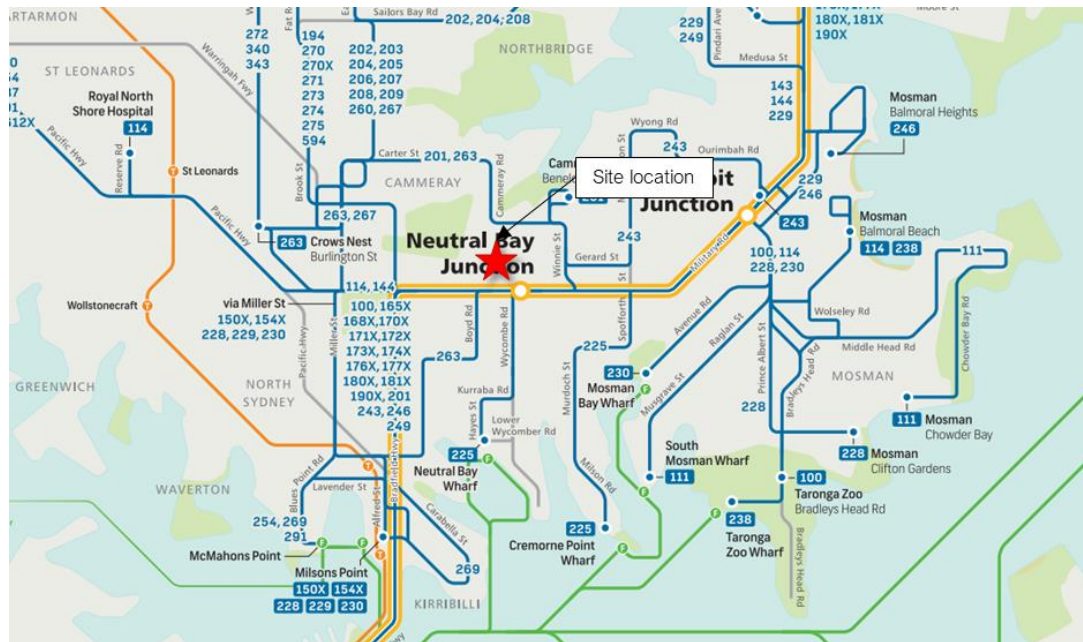 ARTARMON
Sailors Bay Rd
202, 204, 208
272
340
343
194
270
270X
271
273
274
275
594
202, 203
204, 205
206, 207
208, 209
260, 267
NORTHBRIDGE
229
249
Pindari Ave
180X, 181X
190X
Medusa St
143
144
229
ST LEONARDS
Warringah Fwy
Royal North
Shore Hospital
114
Pacific Hwy
Reserve Rd
St Leonards
Brook St
Carter St
201, 263
CAMMERAY
Cammeray Rd
Wyong Rd
243
Ourimbah Rd
Mosman
Balmoral Heights
246
Site location
Junction
243
229
246
Mosman
Balmoral Beach
114 238
111
263, 267
263
Crows Nest
Burlington St
Pacific Hwy
Neutral Bay
Junction
Winnie St
Gerard St
243
Military Rd
100, 114
228, 230
114, 144
via Miller St
150X, 154X
228, 229, 230
Miller St
Pacific Hwy
100, 165X
168X, 170X
171X, 172X
173X, 174X
176X, 177X
180X, 181X
190X, 201
243, 246
249
Wollstonecraft
Boyd Rd
Wycombe Rd
263
Spofforth St
Avenue Rd
Raglan St
Wolseley Rd
Middle Head Rd
Chowder Bay Rd
225
Murdoch St
230
Mosman
Bay Wharf
Musgrave St
Prince Albert St
Bradleys Head Rd
MOSMAN
GREENWICH
NORTH
SYDNEY
Kurraba Rd
Hayes St
Lower
Wycomber Rd
228
111
Mosman
Chowder Bay
225
Neutral Bay
Wharf
South
Mosman Wharf
111
228
Mosman
Clifton Gardens
100
Taronga Zoo
Bradleys Head Rd
Milson Rd
WAVERTON
Blues Point Rd
Lavender St
Alfred St
Bradfield Hwy
Carabella St
254, 269
291
225
Cremorne Point
Wharf
238
Taronga
Zoo Wharf
Bradleys Head Rd
McMahons Point
Milsons Point
150X 154X
228 229 230
269
KIRRIBILLI